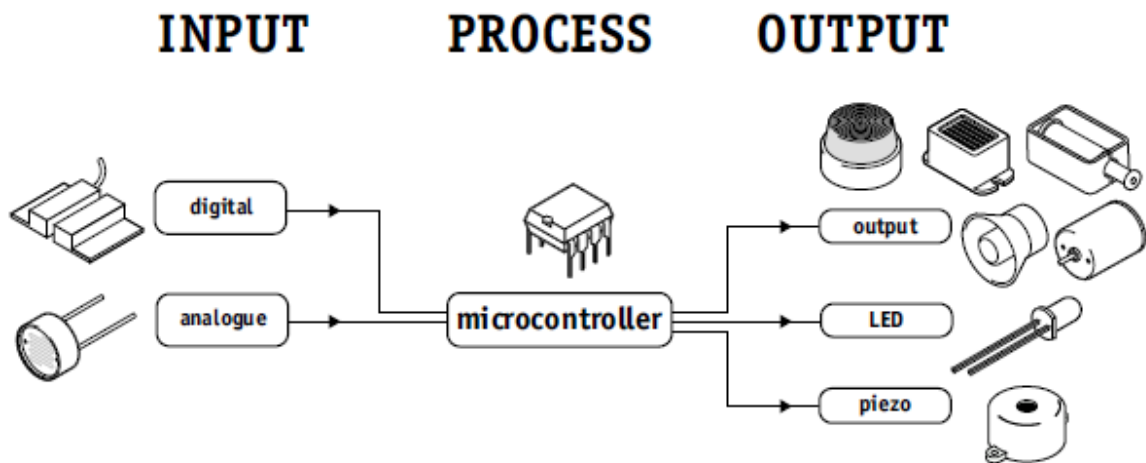 INPUT PROCESS OUTPUT
digital
output
analogue
microcontroller
LED
piezo